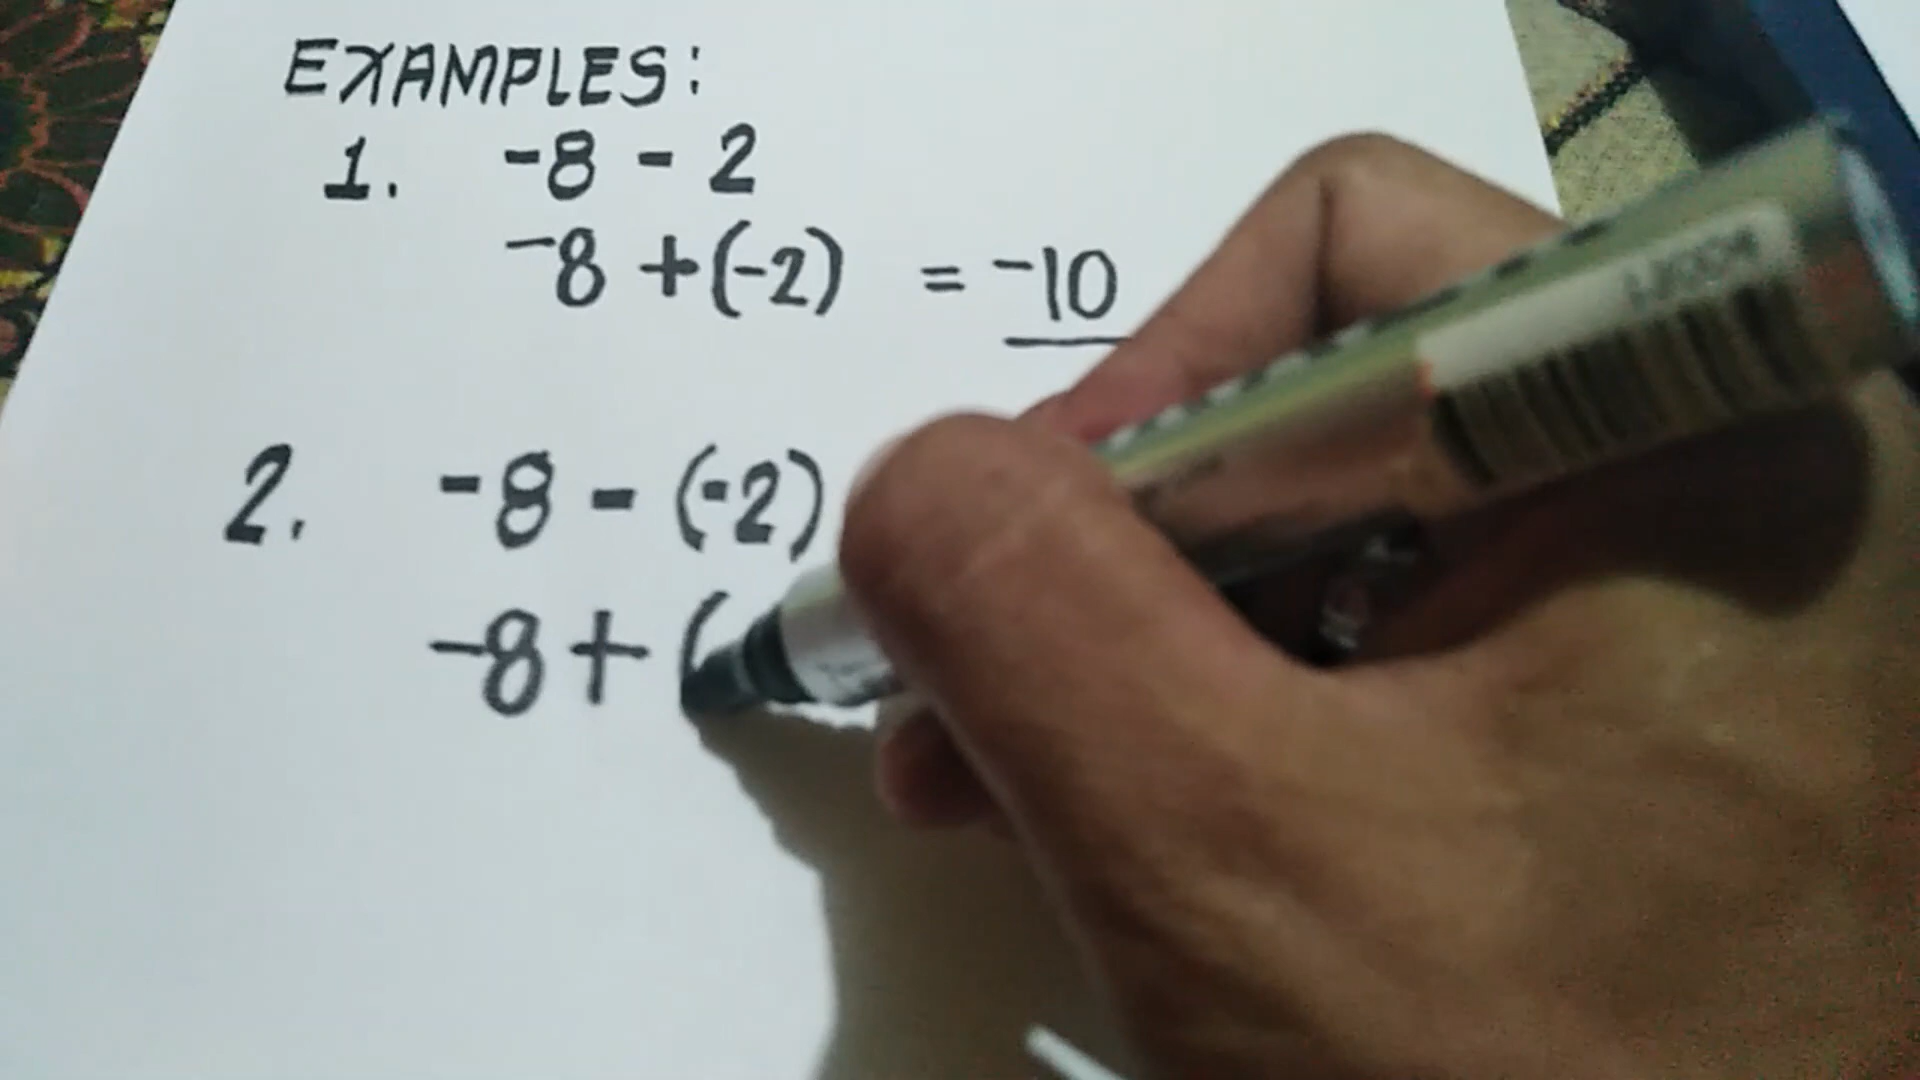 EXAMPLES:
1. -8 - 2
-8 + (-2) = -10
2. -8 - (-2)
-8 + (